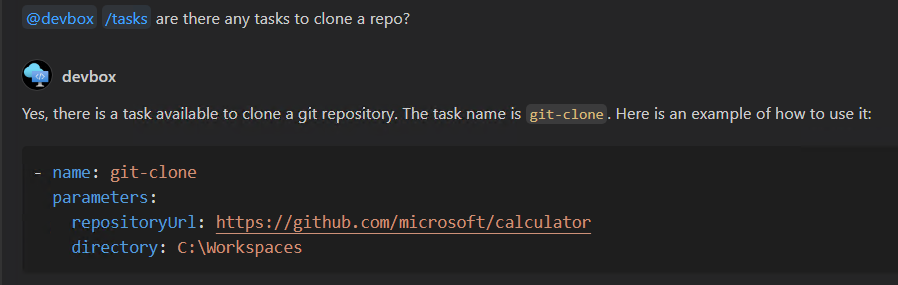 @devbox /tasks are there any tasks to clone a repo?
devbox
Yes, there is a task available to clone a git repository. The task name is git-clone. Here is an example of how to use it:
- name: git-clone
  parameters:
    repositoryUrl: https://github.com/microsoft/calculator
    directory: C:\Workspaces